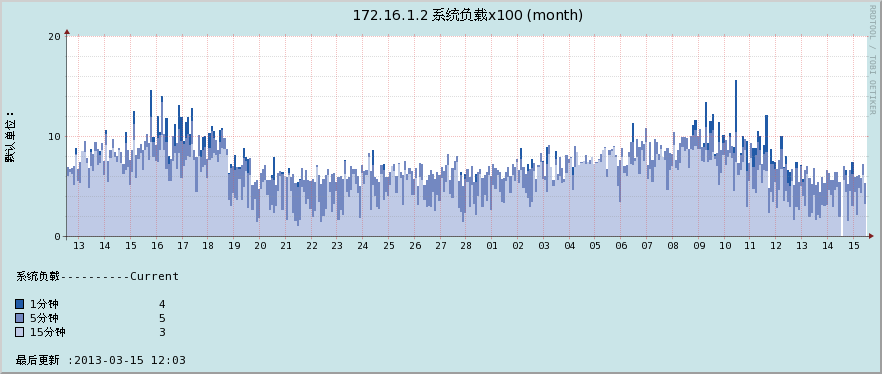 172.16.1.2 系统负载x100 (month)
RRDTOOL / TOBI OETIKER
默认单位：
20
10
0
13 14 15 16 17 18 19 20 21 22 23 24 25 26 27 28 01 02 03 04 05 06 07 08 09 10 11 12 13 14 15
系统负载----------Current
1分钟 4
5分钟 5
15分钟 3
最后更新 :2013-03-15 12:03